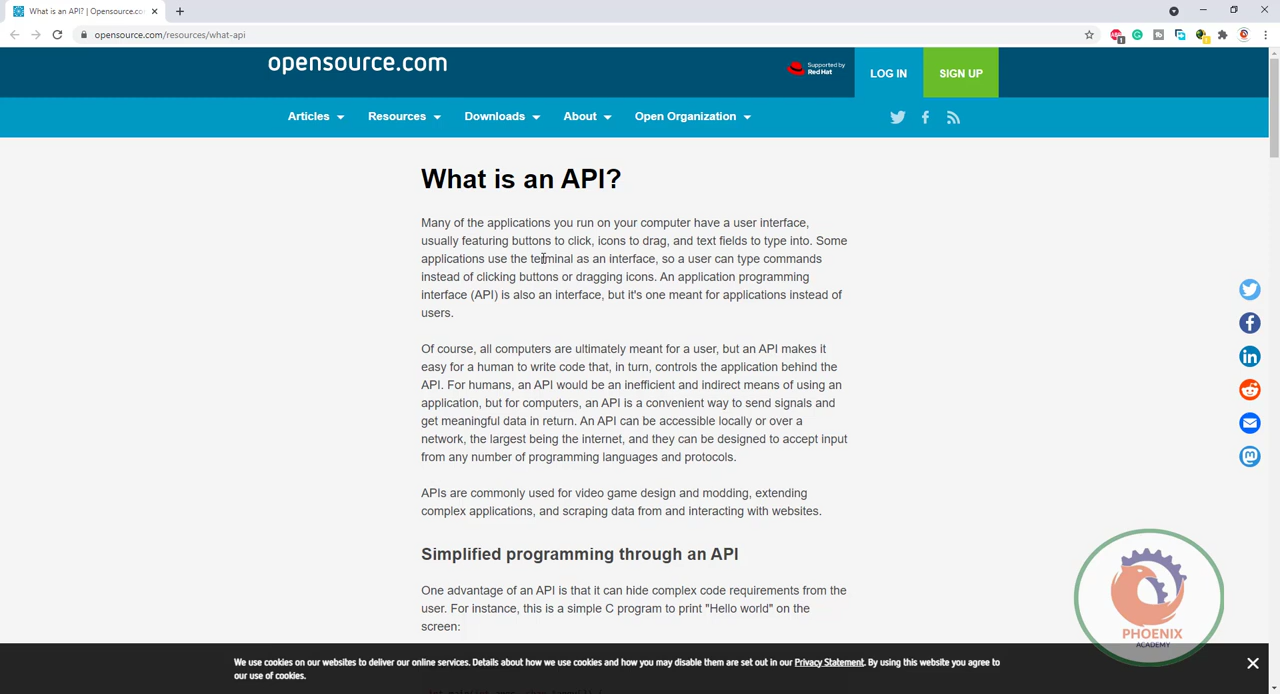 What is an API? | Opensource.co
opensource.com/resources/what-api
opensource.com
Supported by
Red Hat
LOG IN
SIGN UP
Articles
Resources
Downloads
About
Open Organization
What is an API?
Many of the applications you run on your computer have a user interface,
usually featuring buttons to click, icons to drag, and text fields to type into. Some
applications use the terminal as an interface, so a user can type commands
instead of clicking buttons or dragging icons. An application programming
interface (API) is also an interface, but it's one meant for applications instead of
users.
Of course, all computers are ultimately meant for a user, but an API makes it
easy for a human to write code that, in turn, controls the application behind the
API. For humans, an API would be an inefficient and indirect means of using an
application, but for computers, an API is a convenient way to send signals and
get meaningful data in return. An API can be accessible locally or over a
network, the largest being the internet, and they can be designed to accept input
from any number of programming languages and protocols.
APIs are commonly used for video game design and modding, extending
complex applications, and scraping data from and interacting with websites.
Simplified programming through an API
One advantage of an API is that it can hide complex code requirements from the
user. For instance, this is a simple C program to print "Hello world" on the
screen:
PHOENIX
ACADEMY
We use cookies on our websites to deliver our online services. Details about how we use cookies and how you may disable them are set out in our Privacy Statement. By using this website you agree to
our use of cookies.